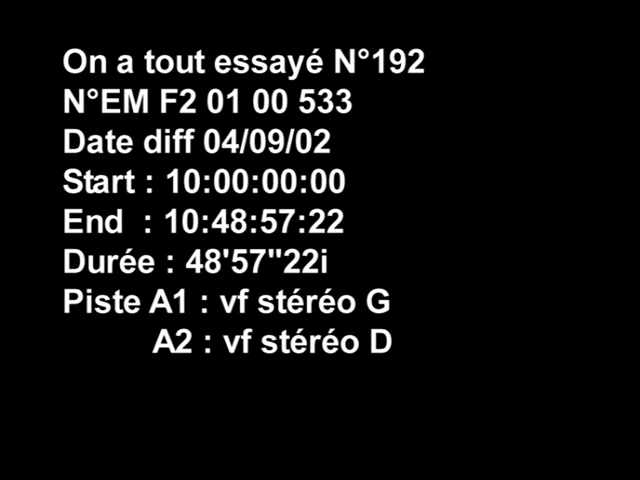 On a tout essayé N°192
N°EM F2 01 00 533
Date diff 04/09/02
Start : 10:00:00:00
End  : 10:48:57:22
Durée : 48'57"22i
Piste A1 : vf stéréo G
A2 : vf stéréo D